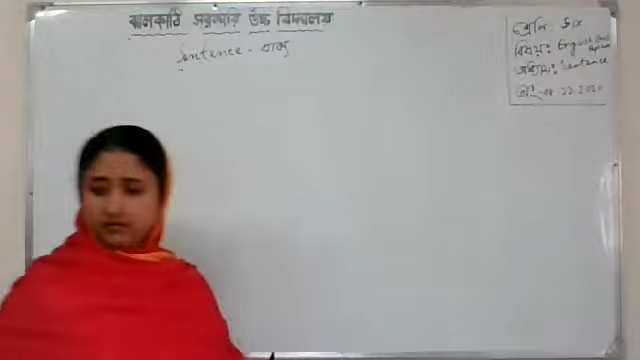 ঝালকাঠি সরকারি উচ্চ বিদ্যালয়
Sentence - বাক্য
শ্রেণি: Six
বিষয়: English
অধ্যায়: Sentence